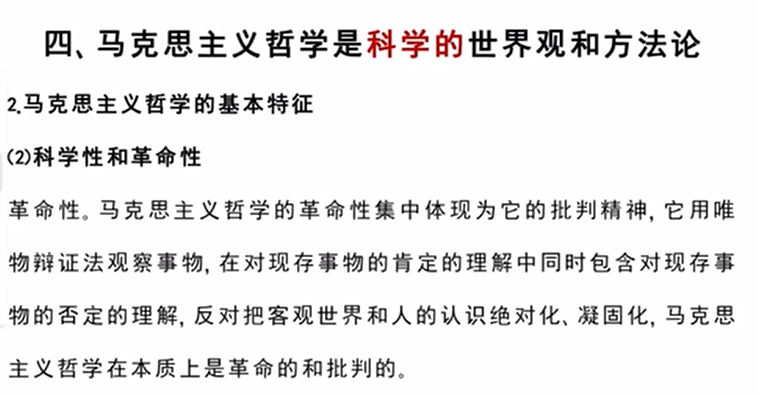 四、马克思主义哲学是科学的世界观和方法论
2.马克思主义哲学的基本特征
(2)科学性和革命性
革命性。马克思主义哲学的革命性集中体现为它的批判精神,它用唯
物辩证法观察事物,在对现存事物的肯定的理解中同时包含对现存事
物的否定的理解,反对把客观世界和人的认识绝对化、凝固化,马克思
主义哲学在本质上是革命的和批判的。